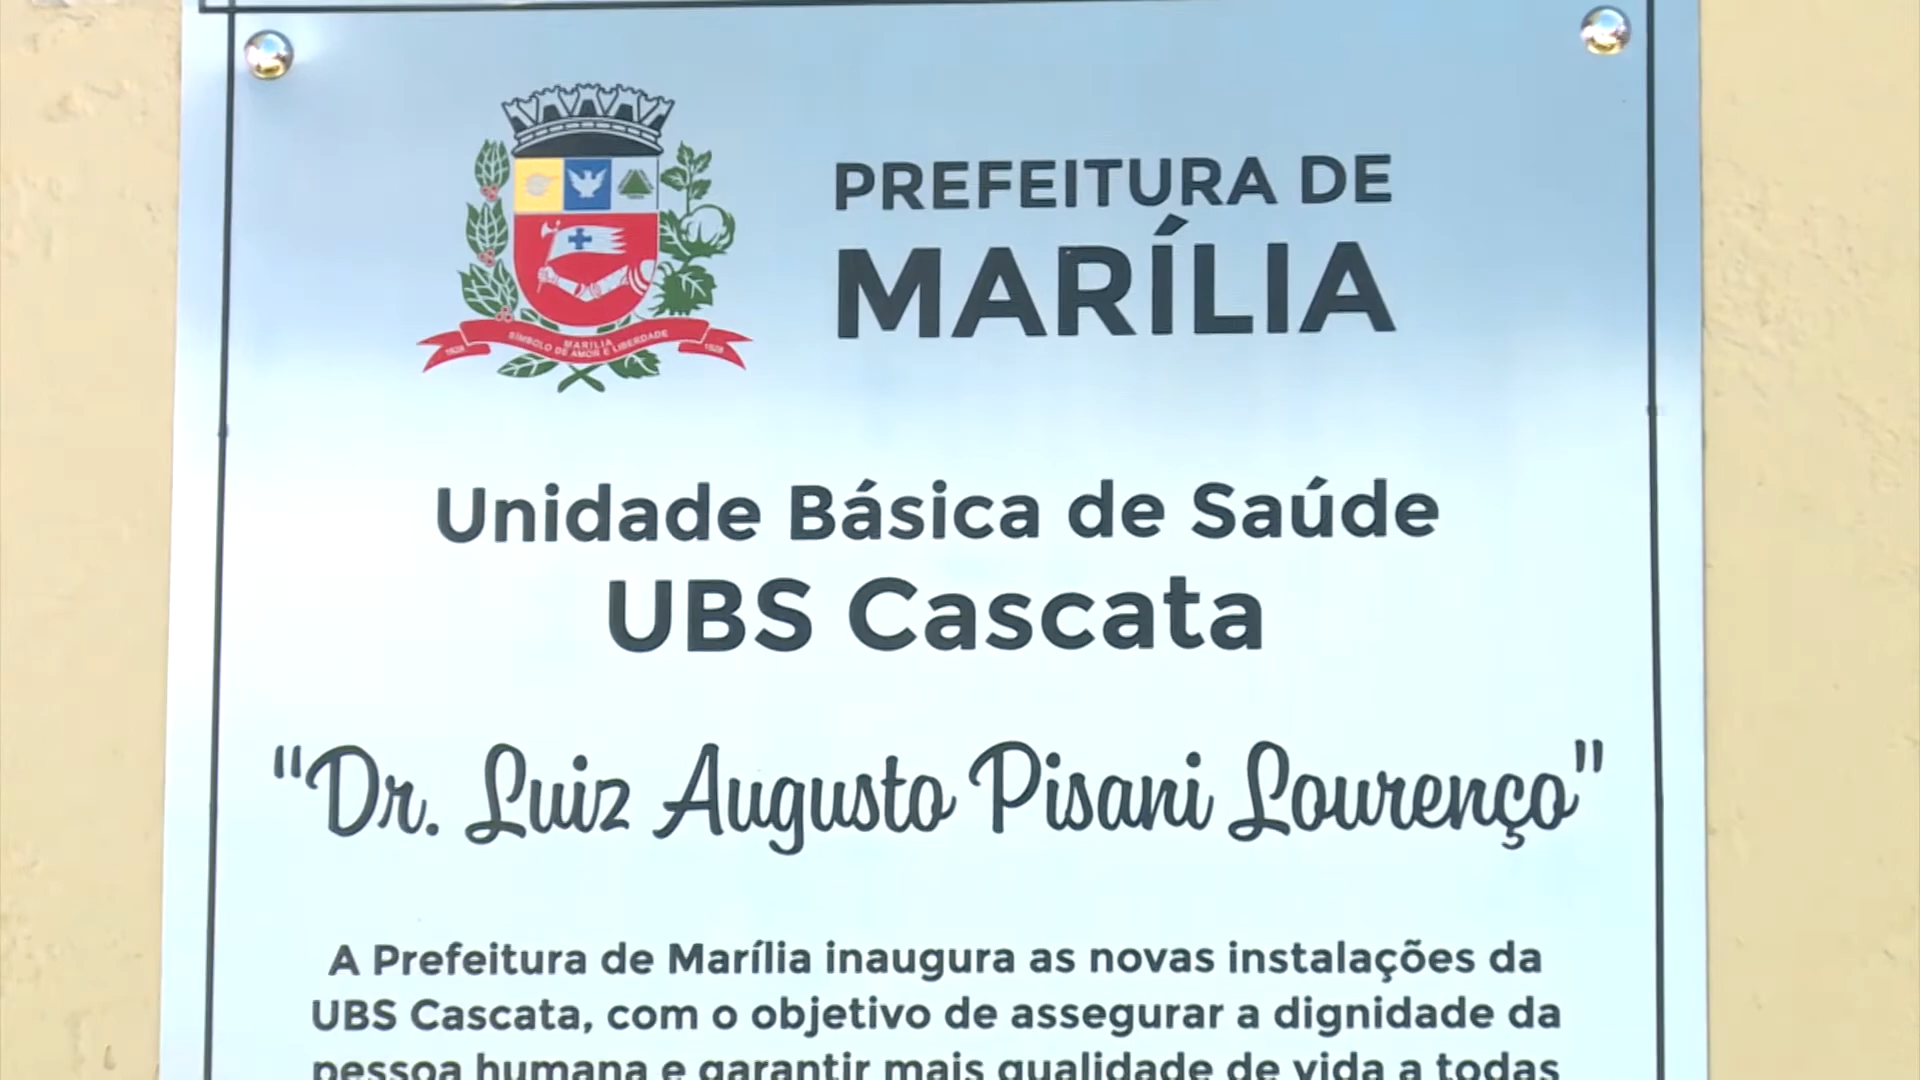 PREFEITURA DE
MARÍLIA
MARÍLIA
SÍMBOLO DE AMOR E LIBERDADE
Unidade Básica de Saúde
UBS Cascata
"Dr. Luiz Augusto Pisani Lourenço"
A Prefeitura de Marília inaugura as novas instalações da
UBS Cascata, com o objetivo de assegurar a dignidade da
pessoa humana e garantir mais qualidade de vida a todas